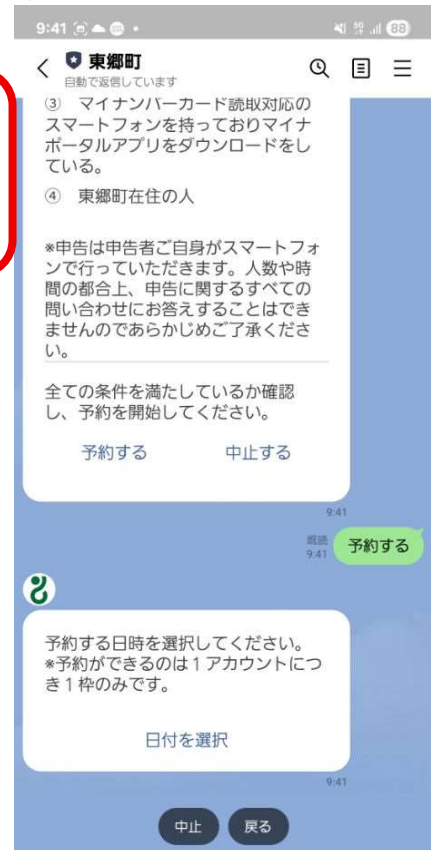 9:41
5G
88
東郷町
自動で返信しています
③ マイナンバーカード読取対応の
スマートフォンを持っておりマイナ
ポータルアプリをダウンロードをし
ている。
④ 東郷町在住の人
*申告は申告者ご自身がスマートフォ
ンで行っていただきます。人数や時
間の都合上、申告に関するすべての
問い合わせにお答えすることはでき
ませんのであらかじめご了承くださ
い。
全ての条件を満たしているか確認
し、予約を開始してください。
予約する 中止する
9:41
既読
9:41
予約する
予約する日時を選択してください。
*予約ができるのは1アカウントにつ
き1枠のみです。
日付を選択
9:41
中止 戻る